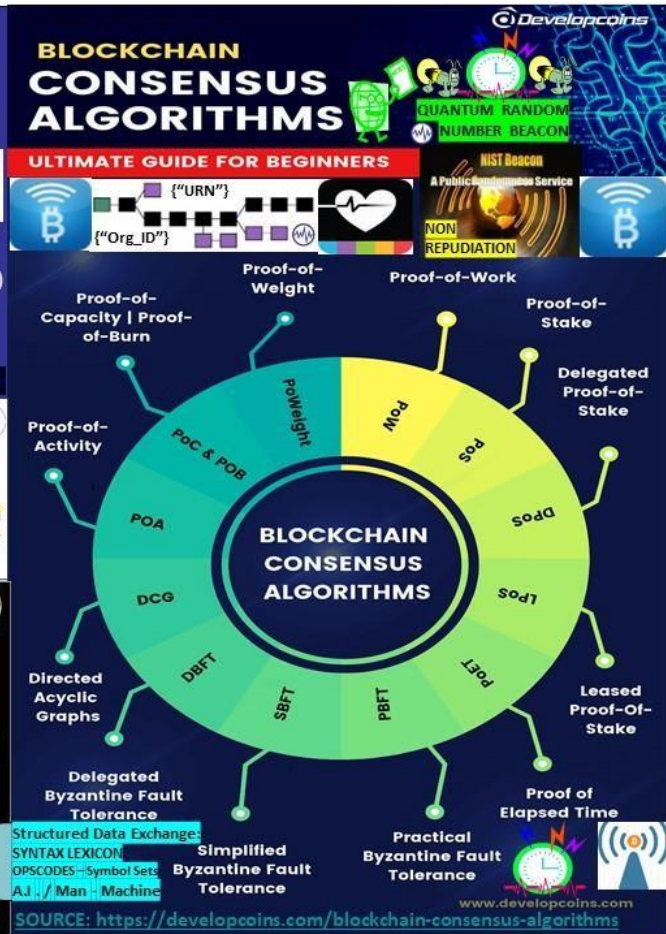 Developcoins
BLOCKCHAIN
CONSENSUS
ALGORITHMS
QUANTUM RANDOM
NUMBER BEACON
ULTIMATE GUIDE FOR BEGINNERS
NIST Beacon
A Public Randomness Service
{"URN"}
{"Org_ID"}
NON
REPUDIATION
Proof-of-
Weight
Proof-of-Work
Proof-of-
Capacity | Proof-
of-Burn
Proof-of-
Stake
Delegated
Proof-of-
Stake
Proof-of-
Activity
PoWeight
PoW
PoC & POB
PoS
POA
DPoS
DCG
LPoS
DBFT
PoET
SBFT
PBFT
BLOCKCHAIN
CONSENSUS
ALGORITHMS
Directed
Acyclic
Graphs
Leased
Proof-Of-
Stake
Delegated
Byzantine Fault
Tolerance
Proof of
Elapsed Time
Simplified
Byzantine Fault
Tolerance
Practical
Byzantine Fault
Tolerance
Structured Data Exchange:
SYNTAX LEXICON
OPSCODES – Symbol Sets
A.I . / Man - Machine
www.developcoins.com
SOURCE: https://developcoins.com/blockchain-consensus-algorithms